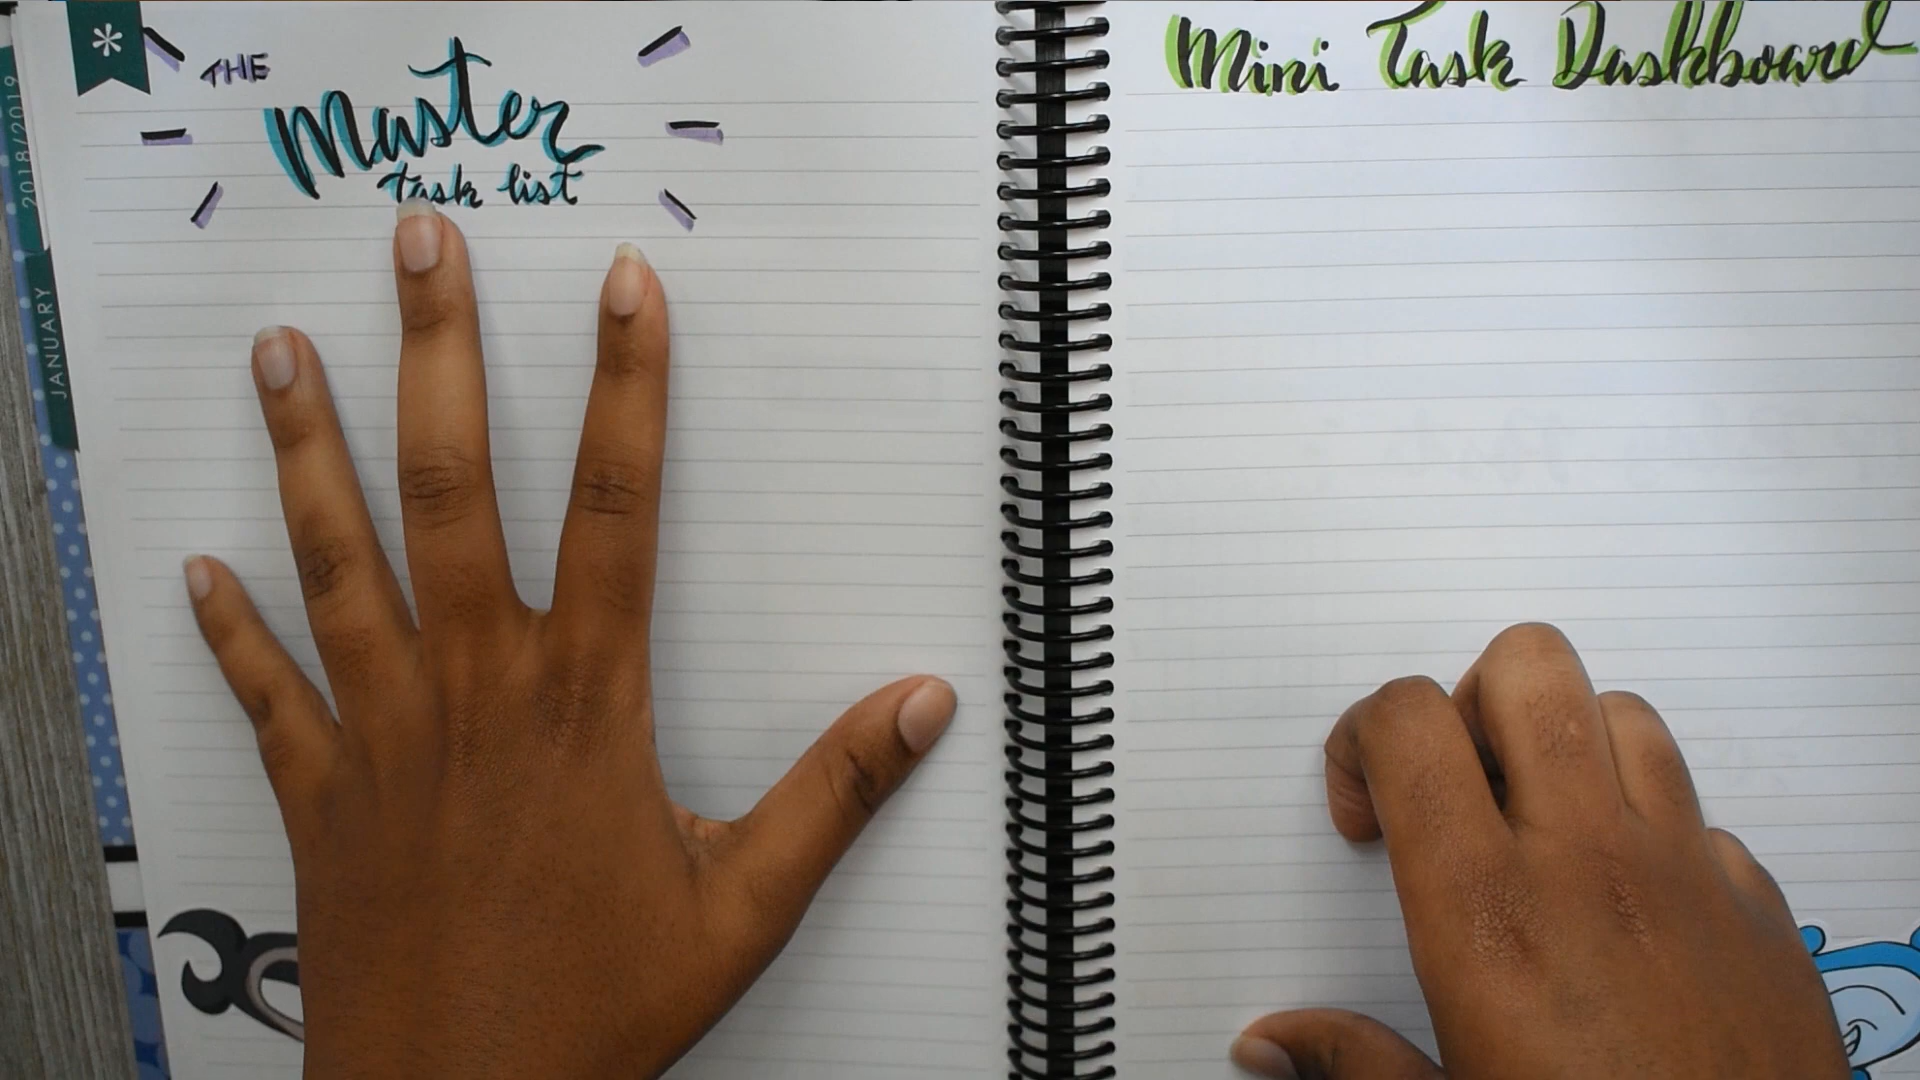 *
THE
Master
task list
Mini Task Dashboard
2018/2019
JANUARY